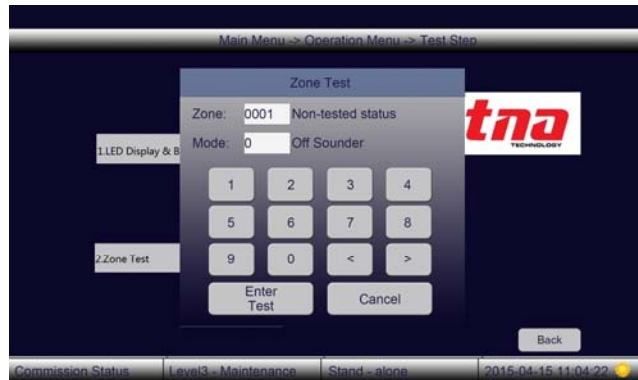 Main Menu -> Operation Menu -> Test Step
Zone Test
Zone: 0001 Non-tested status
Mode: 0 Off Sounder
tna
TECHNOLOGY
1.LED Display & B
1 2 3 4
5 6 7 8
2.Zone Test
9 0 < >
Enter
Test
Cancel
Back
Commission Status Level3 - Maintenance Stand - alone 2015-04-15 11:04:22